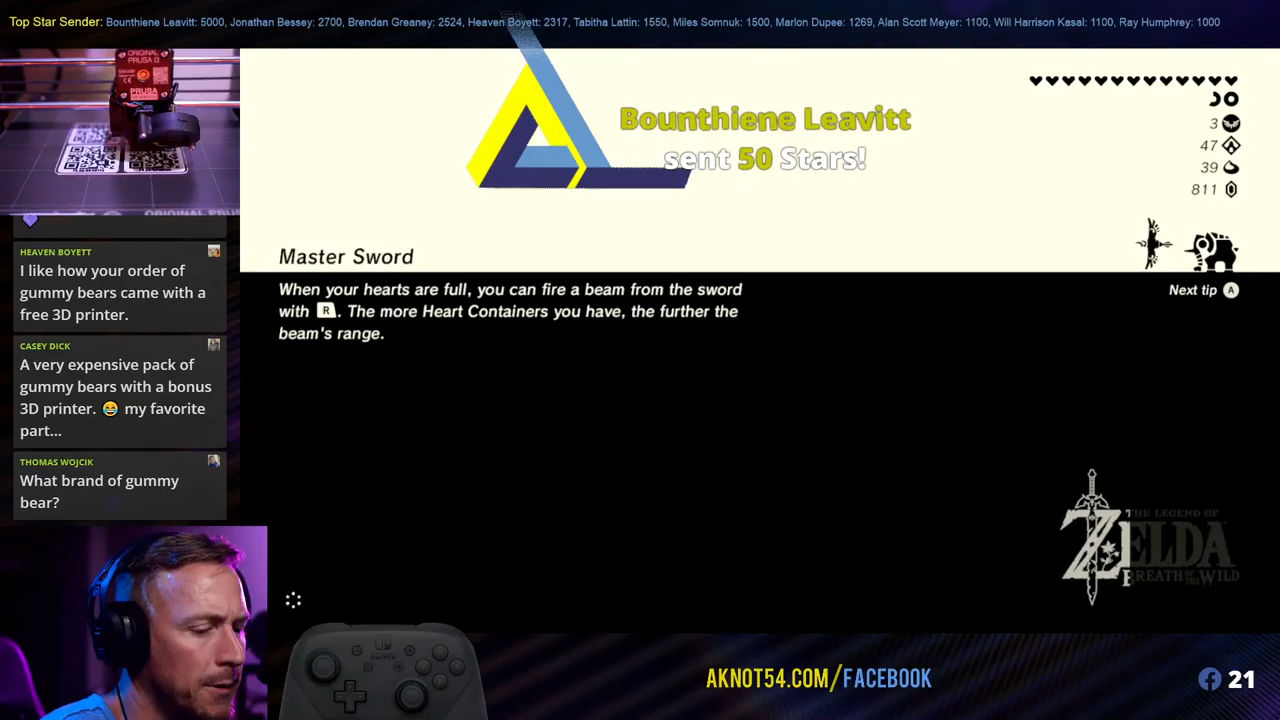 Top Star Sender: Bounthiene Leavitt: 5000, Jonathan Bessey: 2700, Brendan Greaney: 2524, Heaven Boyett: 2317, Tabitha Lattin: 1550, Miles Somnuk: 1500, Marlon Dupee: 1269, Alan Scott Meyer: 1100, Will Harrison Kasal: 1100, Ray Humphrey: 1000
ORIGINAL
PRUSA i3
PRUSA
Bounthiene Leavitt
sent 50 Stars!
3
47
39
811
HEAVEN BOYETT
I like how your order of
gummy bears came with a
free 3D printer.
CASEY DICK
A very expensive pack of
gummy bears with a bonus
3D printer. 😂 my favorite
part...
THOMAS WOJCIK
What brand of gummy
bear?
Master Sword
When your hearts are full, you can fire a beam from the sword
with R. The more Heart Containers you have, the further the
beam's range.
Next tip A
THE LEGEND OF
ZELDA
BREATH OF THE WILD
SWITCH
AKNOT54.COM/FACEBOOK
21